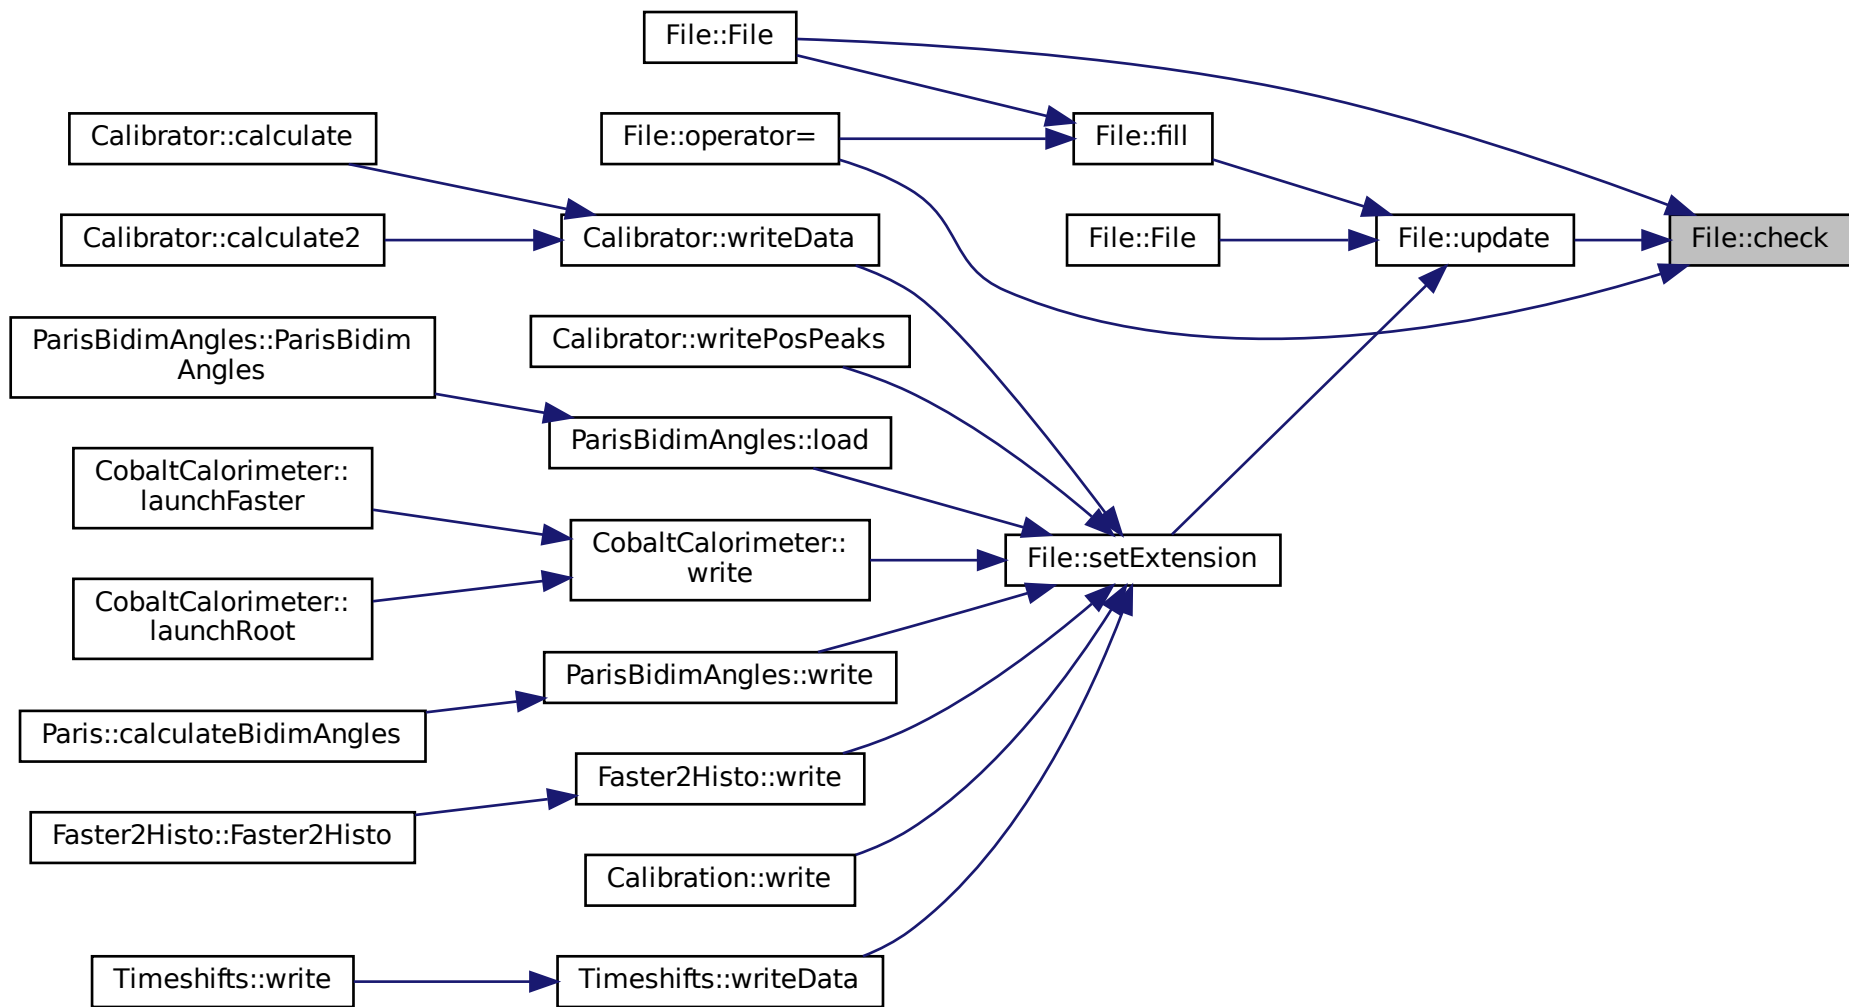 File::File
Calibrator::calculate
File::operator=
File::fill
Calibrator::calculate2
Calibrator::writeData
File::File
File::update
File::check
ParisBidimAngles::ParisBidim
Angles
Calibrator::writePosPeaks
ParisBidimAngles::load
CobaltCalorimeter::
launchFaster
CobaltCalorimeter::
write
File::setExtension
CobaltCalorimeter::
launchRoot
ParisBidimAngles::write
Paris::calculateBidimAngles
Faster2Histo::write
Faster2Histo::Faster2Histo
Calibration::write
Timeshifts::write
Timeshifts::writeData